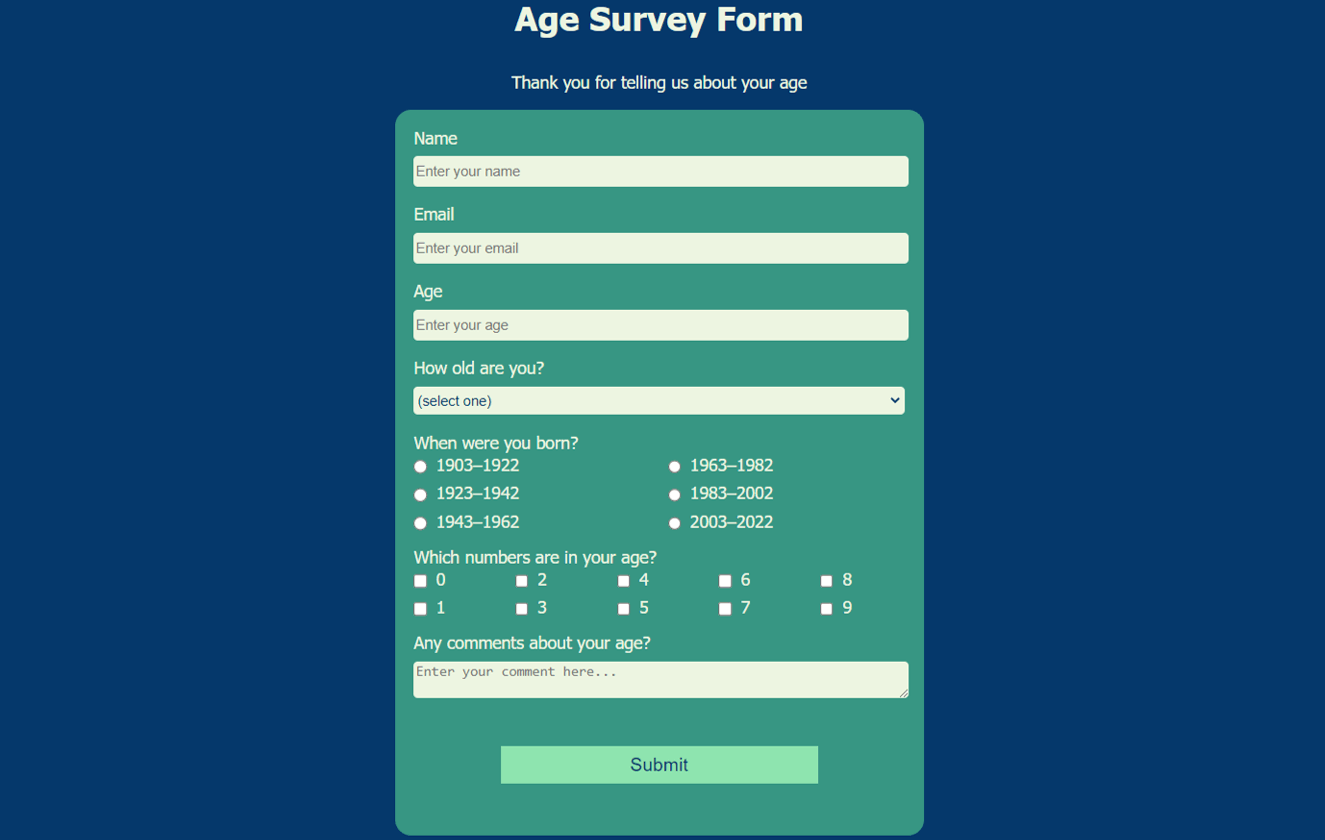 Age Survey Form
Thank you for telling us about your age
Name
Enter your name
Email
Enter your email
Age
Enter your age
How old are you?
(select one)
When were you born?
1903–1922 1963–1982
1923–1942 1983–2002
1943–1962 2003–2022
Which numbers are in your age?
0 2 4 6 8
1 3 5 7 9
Any comments about your age?
Enter your comment here...
Submit